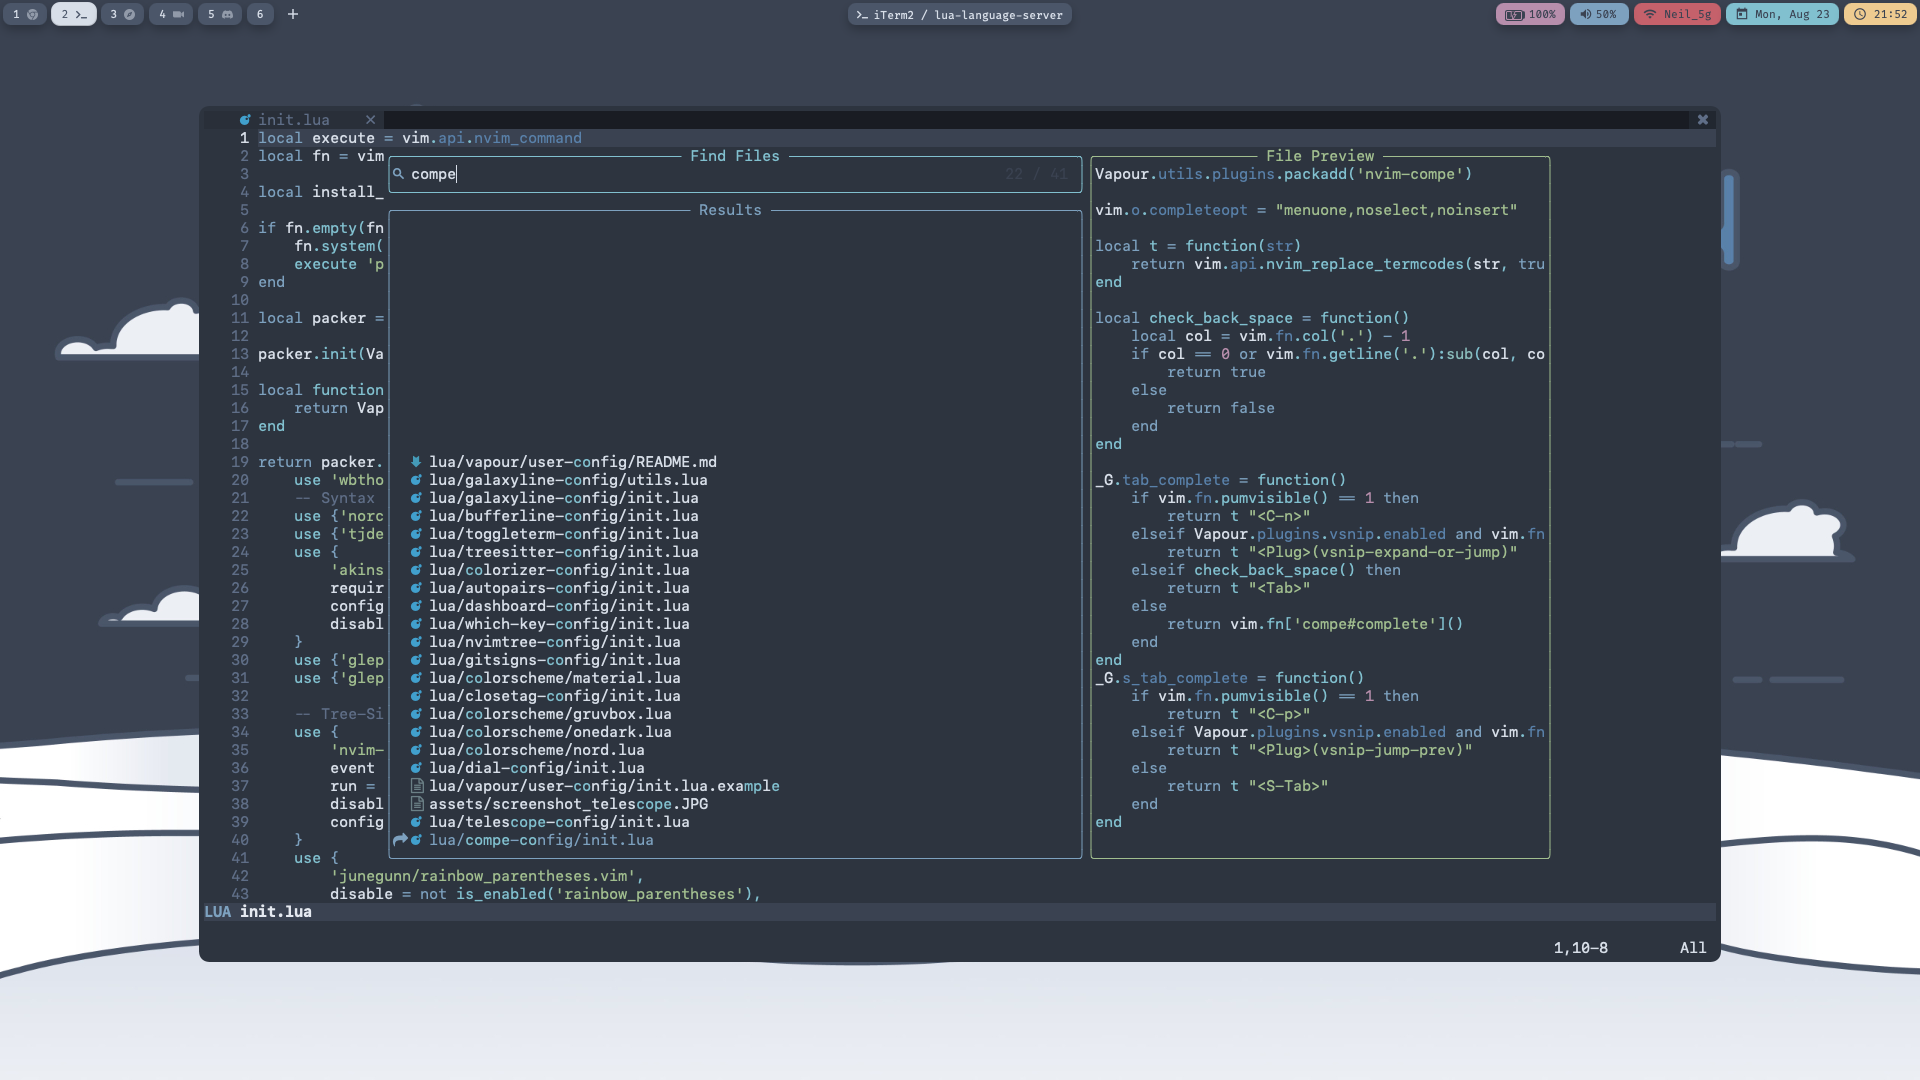 1
2
3
4
5
6
+
iTerm2 / lua-language-server
100%
50%
Neil_5g
Mon, Aug 23
21:52
init.lua
1 local execute = vim.api.nvim_command
2 local fn = vim
3
4 local install_
5
6 if fn.empty(fn
7 fn.system(
8 execute 'p
9 end
10
11 local packer =
12
13 packer.init(Va
14
15 local function
16 return Vap
17 end
18
19 return packer.
20 use 'wbtho
21 -- Syntax
22 use {'norc
23 use {'tjde
24 use {
25 'akins
26 requir
27 config
28 disabl
29 }
30 use {'glep
31 use {'glep
32
33 -- Tree-Si
34 use {
35 'nvim-
36 event
37 run =
38 disabl
39 config
40 }
41 use {
42 'junegunn/rainbow_parentheses.vim',
43 disable = not is_enabled('rainbow_parentheses'),
LUA init.lua
1,10-8 All
Find Files
compe 22 / 41
Results
lua/vapour/user-config/README.md
lua/galaxyline-config/utils.lua
lua/galaxyline-config/init.lua
lua/bufferline-config/init.lua
lua/toggleterm-config/init.lua
lua/treesitter-config/init.lua
lua/colorizer-config/init.lua
lua/autopairs-config/init.lua
lua/dashboard-config/init.lua
lua/which-key-config/init.lua
lua/nvimtree-config/init.lua
lua/gitsigns-config/init.lua
lua/colorscheme/material.lua
lua/closetag-config/init.lua
lua/colorscheme/gruvbox.lua
lua/colorscheme/onedark.lua
lua/colorscheme/nord.lua
lua/dial-config/init.lua
lua/vapour/user-config/init.lua.example
assets/screenshot_telescope.JPG
lua/telescope-config/init.lua
lua/compe-config/init.lua
File Preview
Vapour.utils.plugins.packadd('nvim-compe')
vim.o.completeopt = "menuone,noselect,noinsert"
local t = function(str)
return vim.api.nvim_replace_termcodes(str, tru
end
local check_back_space = function()
local col = vim.fn.col('.') - 1
if col == 0 or vim.fn.getline('.'):sub(col, co
return true
else
return false
end
end
_G.tab_complete = function()
if vim.fn.pumvisible() == 1 then
return t "<C-n>"
elseif Vapour.plugins.vsnip.enabled and vim.fn
return t "<Plug>(vsnip-expand-or-jump)"
elseif check_back_space() then
return t "<Tab>"
else
return vim.fn['compe#complete']()
end
end
_G.s_tab_complete = function()
if vim.fn.pumvisible() == 1 then
return t "<C-p>"
elseif Vapour.plugins.vsnip.enabled and vim.fn
return t "<Plug>(vsnip-jump-prev)"
else
return t "<S-Tab>"
end
end